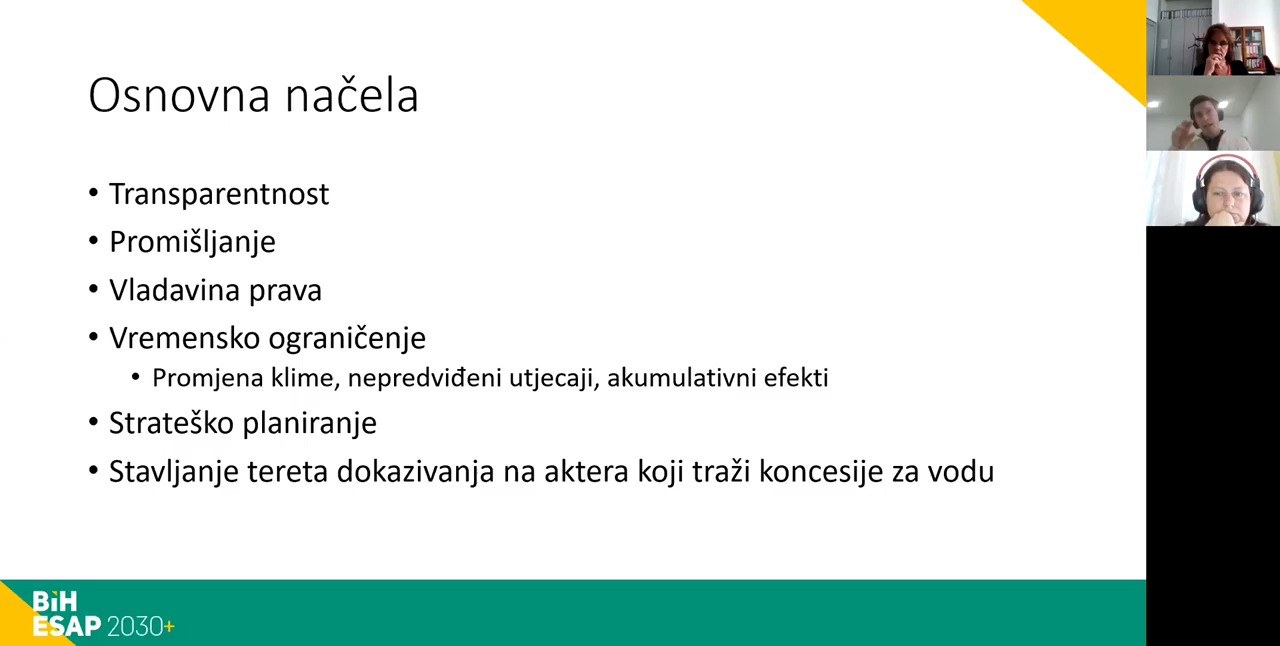 Osnovna načela
• Transparentnost
• Promišljanje
• Vladavina prava
• Vremensko ograničenje
• Promjena klime, nepredviđeni utjecaji, akumulativni efekti
• Strateško planiranje
• Stavljanje tereta dokazivanja na aktera koji traži koncesije za vodu
BiH
ESAP 2030+